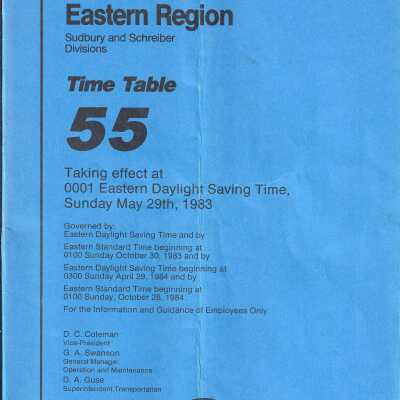 Eastern Region
Sudbury and Schreiber
Divisions
Time Table
55
Taking effect at
0001 Eastern Daylight Saving Time,
Sunday May 29th, 1983
Governed by:
Eastern Daylight Saving Time and by
Eastern Standard Time beginning at
0100 Sunday October 30, 1983 and by
Eastern Daylight Saving Time beginning at
0300 Sunday April 29, 1984 and by
Eastern Standard Time beginning at
0100 Sunday, October 28, 1984
For the Information and Guidance of Employees Only
D. C. Coleman
Vice-President
G. A. Swanson
General Manager,
Operation and Maintenance
D. A. Guse
Superintendent Transportation